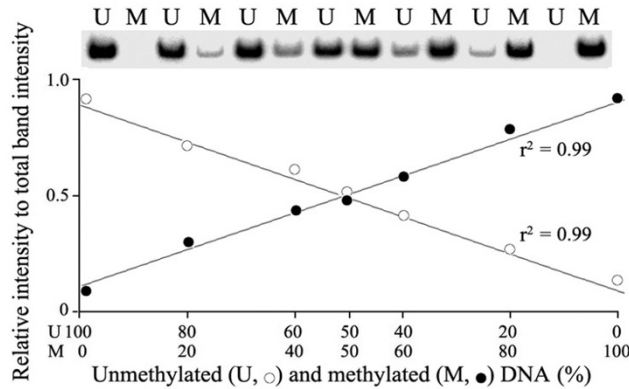 U M U M U M U M U M U M U M
Relative intensity to total band intensity
1.0
0.5
0
r² = 0.99
r² = 0.99
U 100 80 60 50 40 20 0
M 0 20 40 50 60 80 100
Unmethylated (U, ○) and methylated (M, ●) DNA (%)